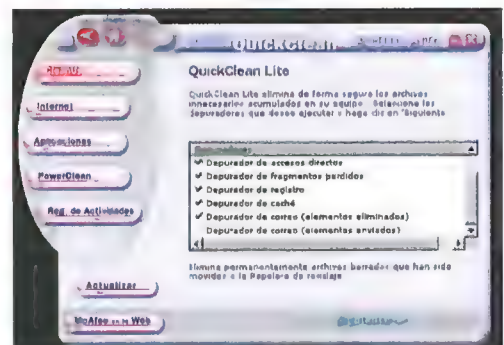 QuickClean
Internet
Aplicaciones
PowerClean
Reg. de Actividades
Actualizar
McAfee en la Web
QuickClean Lite
QuickClean Lite elimina de forma segura los archivos
innecesarios acumulados en su equipo. Seleccione los
depuradores que desee ejecutar y haga clic en "Siguiente
Depuradores
Depurador de accesos directos
Depurador de fragmentos perdidos
Depurador de registro
Depurador de caché
Depurador de correo (elementos eliminados)
Depurador de correo (elementos enviados)
Elimina permanentemente archivos borrados que han sido
movidos a la Papelera de reciclaje